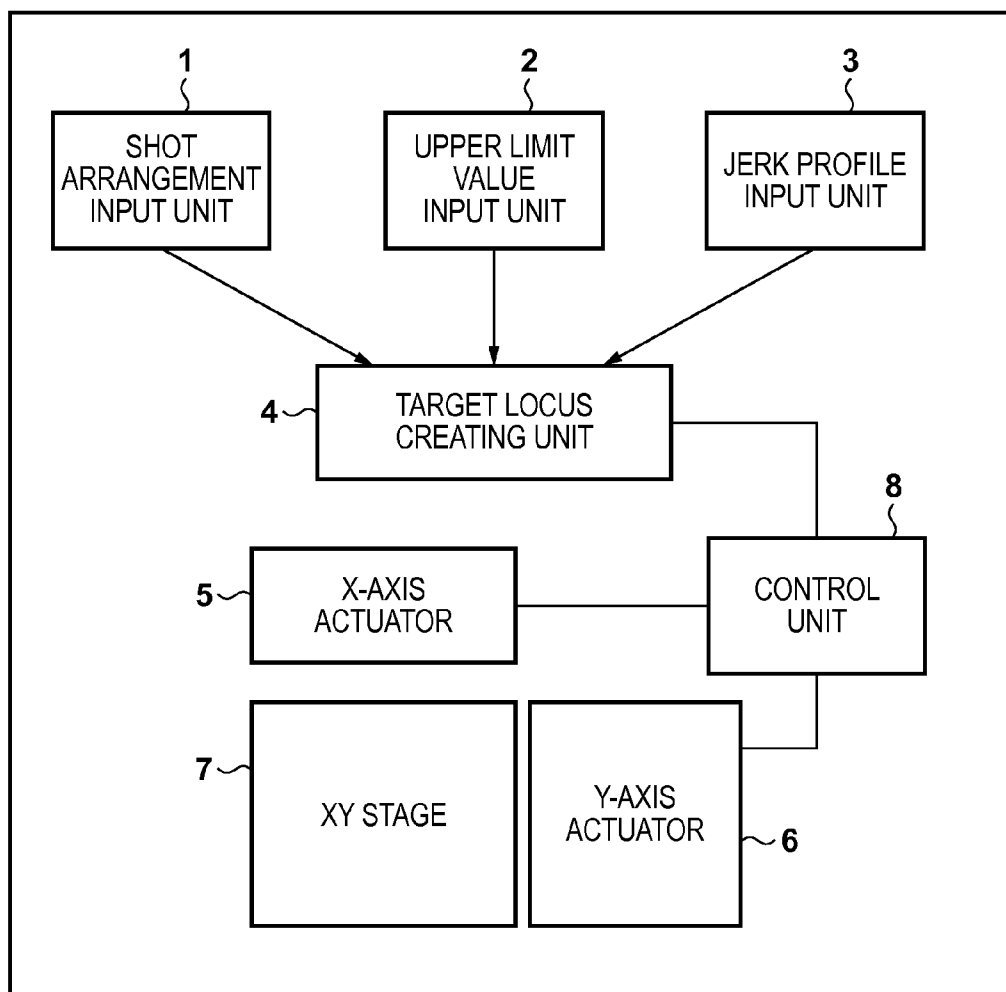 1
2
3
SHOT
ARRANGEMENT
INPUT UNIT
UPPER LIMIT
VALUE
INPUT UNIT
JERK PROFILE
INPUT UNIT
4
TARGET LOCUS
CREATING UNIT
8
5
X-AXIS
ACTUATOR
CONTROL
UNIT
7
XY STAGE
Y-AXIS
ACTUATOR
6